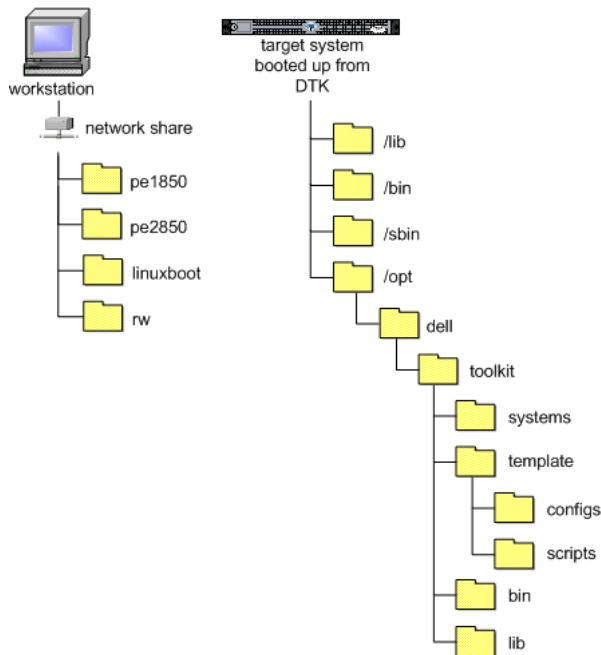 workstation
network share
pe1850
pe2850
linuxboot
rw
target system
booted up from
DTK
/lib
/bin
/sbin
/opt
dell
toolkit
systems
template
configs
scripts
bin
lib